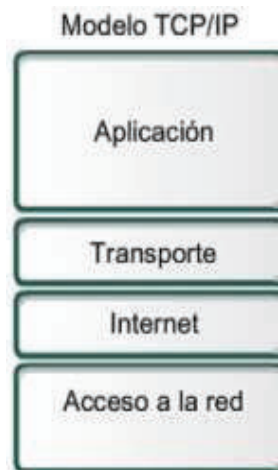 Modelo TCP/IP
Aplicación
Transporte
Internet
Acceso a la red